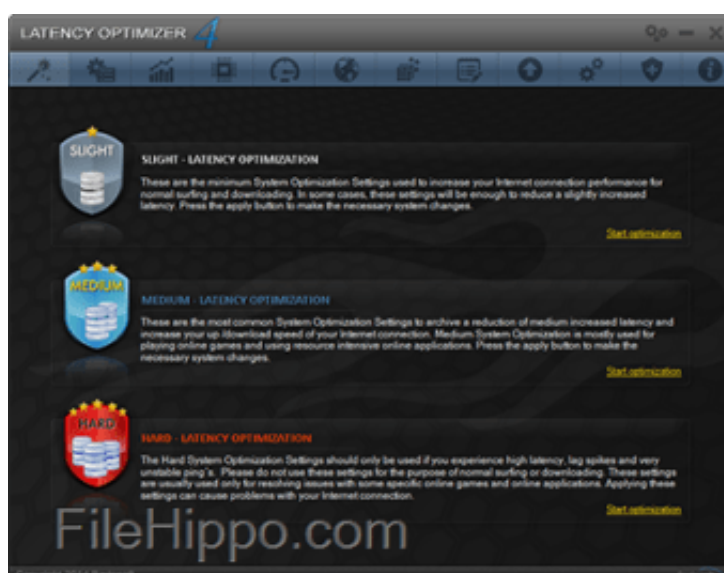 LATENCY OPTIMIZER 4
SLIGHT
SLIGHT - LATENCY OPTIMIZATION
These are the minimum System Optimization Settings used to increase your Internet connection performance for
normal surfing and downloading. In some cases, these settings will be enough to reduce a slightly increased
latency. Press the apply button to make the necessary system changes.
Start optimization
MEDIUM
MEDIUM - LATENCY OPTIMIZATION
These are the most common System Optimization Settings to archive a reduction of medium increased latency and
increase your up-/download speed of your Internet connection. Medium System Optimization is mostly used for
playing online games and using resource intensive online applications. Press the apply button to make the
necessary system changes.
Start optimization
HARD
HARD - LATENCY OPTIMIZATION
The Hard System Optimization Settings should only be used if you experience high latency, lag spikes and very
unstable ping´s. Please do not use these settings for the purpose of normal surfing or downloading. These settings
are usually used only for resolving issues with some specific online games and online applications. Applying these
settings can cause problems with your Internet connection.
Start optimization
FileHippo.com